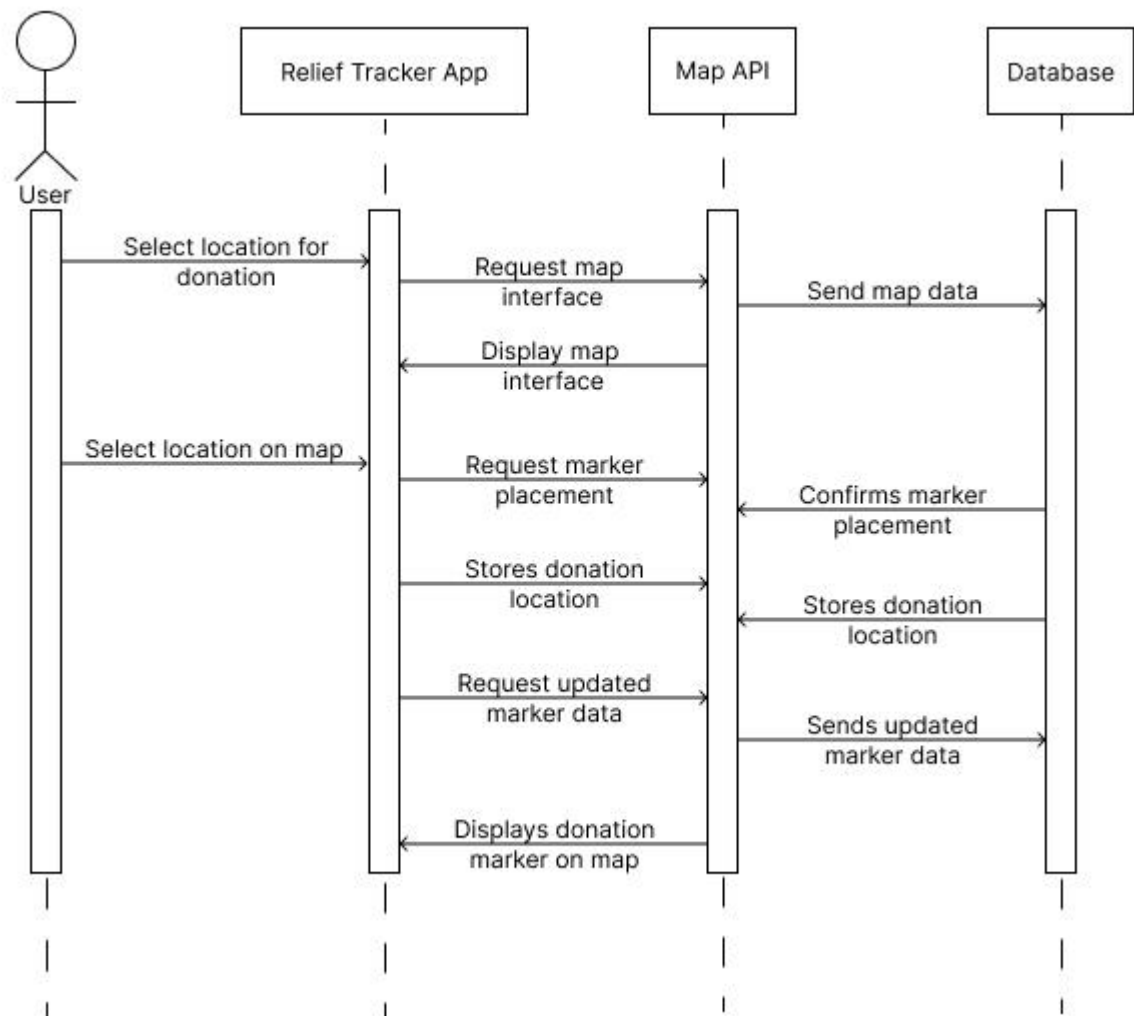 Relief Tracker App
Map API
Database
User
Select location for
donation
Request map
interface
Send map data
Display map
interface
Select location on map
Request marker
placement
Confirms marker
placement
Stores donation
location
Stores donation
location
Request updated
marker data
Sends updated
marker data
Displays donation
marker on map